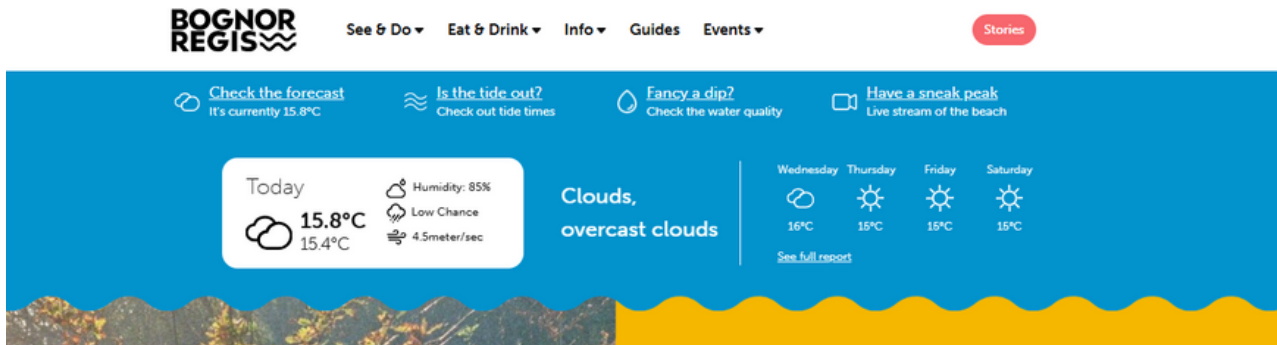 BOGNOR
REGIS
See & Do
Eat & Drink
Info
Guides
Events
Stories
Check the forecast
It's currently 15.8°C
Is the tide out?
Check out tide times
Fancy a dip?
Check the water quality
Have a sneak peak
Live stream of the beach
Today
15.8°C
15.4°C
Humidity: 85%
Low Chance
4.5meter/sec
Clouds,
overcast clouds
Wednesday Thursday Friday Saturday
16°C 15°C 15°C 15°C
See full report